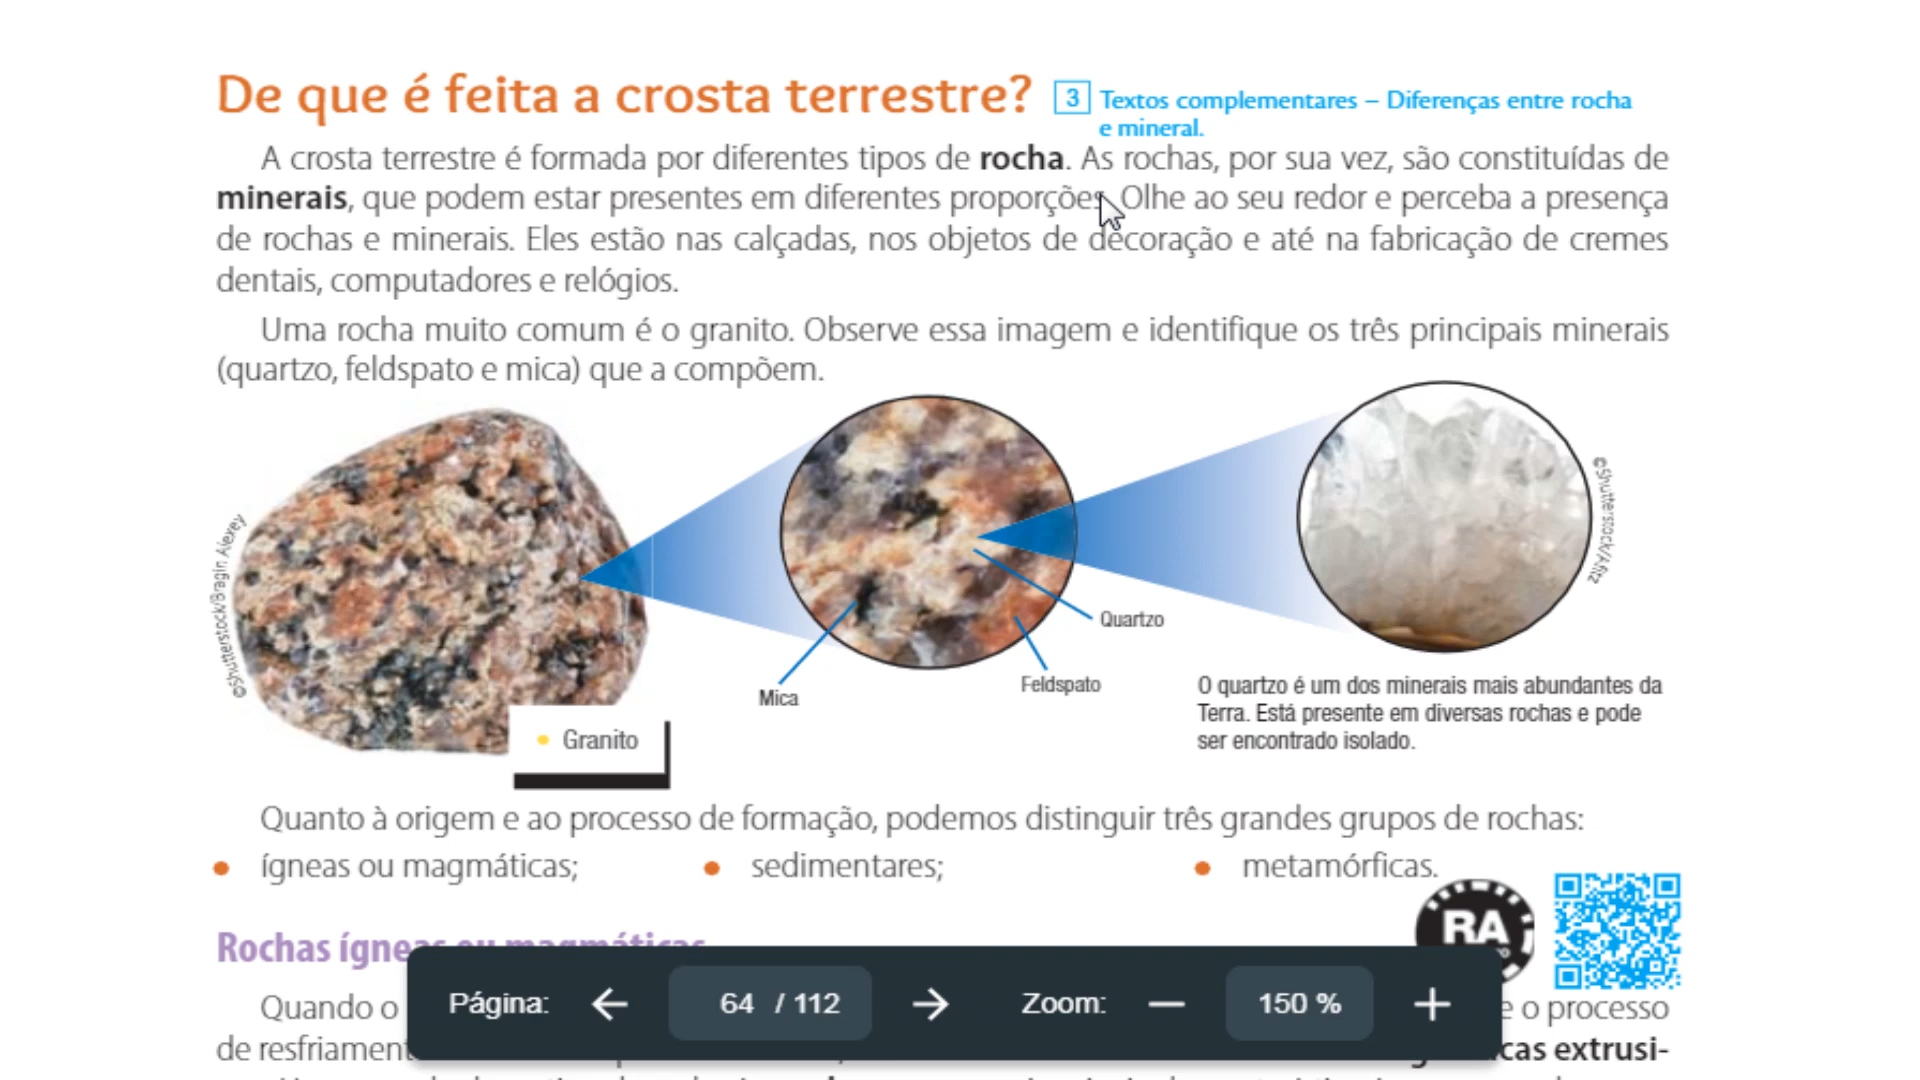 De que é feita a crosta terrestre?
3 Textos complementares – Diferenças entre rocha
e mineral.
A crosta terrestre é formada por diferentes tipos de rocha. As rochas, por sua vez, são constituídas de
minerais, que podem estar presentes em diferentes proporções. Olhe ao seu redor e perceba a presença
de rochas e minerais. Eles estão nas calçadas, nos objetos de decoração e até na fabricação de cremes
dentais, computadores e relógios.
Uma rocha muito comum é o granito. Observe essa imagem e identifique os três principais minerais
(quartzo, feldspato e mica) que a compõem.
©Shutterstock/Bragin Alexey
©Shutterstock/Afitz
Quartzo
Feldspato
Mica
Granito
O quartzo é um dos minerais mais abundantes da
Terra. Está presente em diversas rochas e pode
ser encontrado isolado.
Quanto à origem e ao processo de formação, podemos distinguir três grandes grupos de rochas:
• ígneas ou magmáticas;
• sedimentares;
• metamórficas.
RA
Rochas ígneas ou magmáticas
Quando o
e o processo
de resfriament
cas extrusi-
Página: ← 64 / 112 → Zoom: — 150 % +